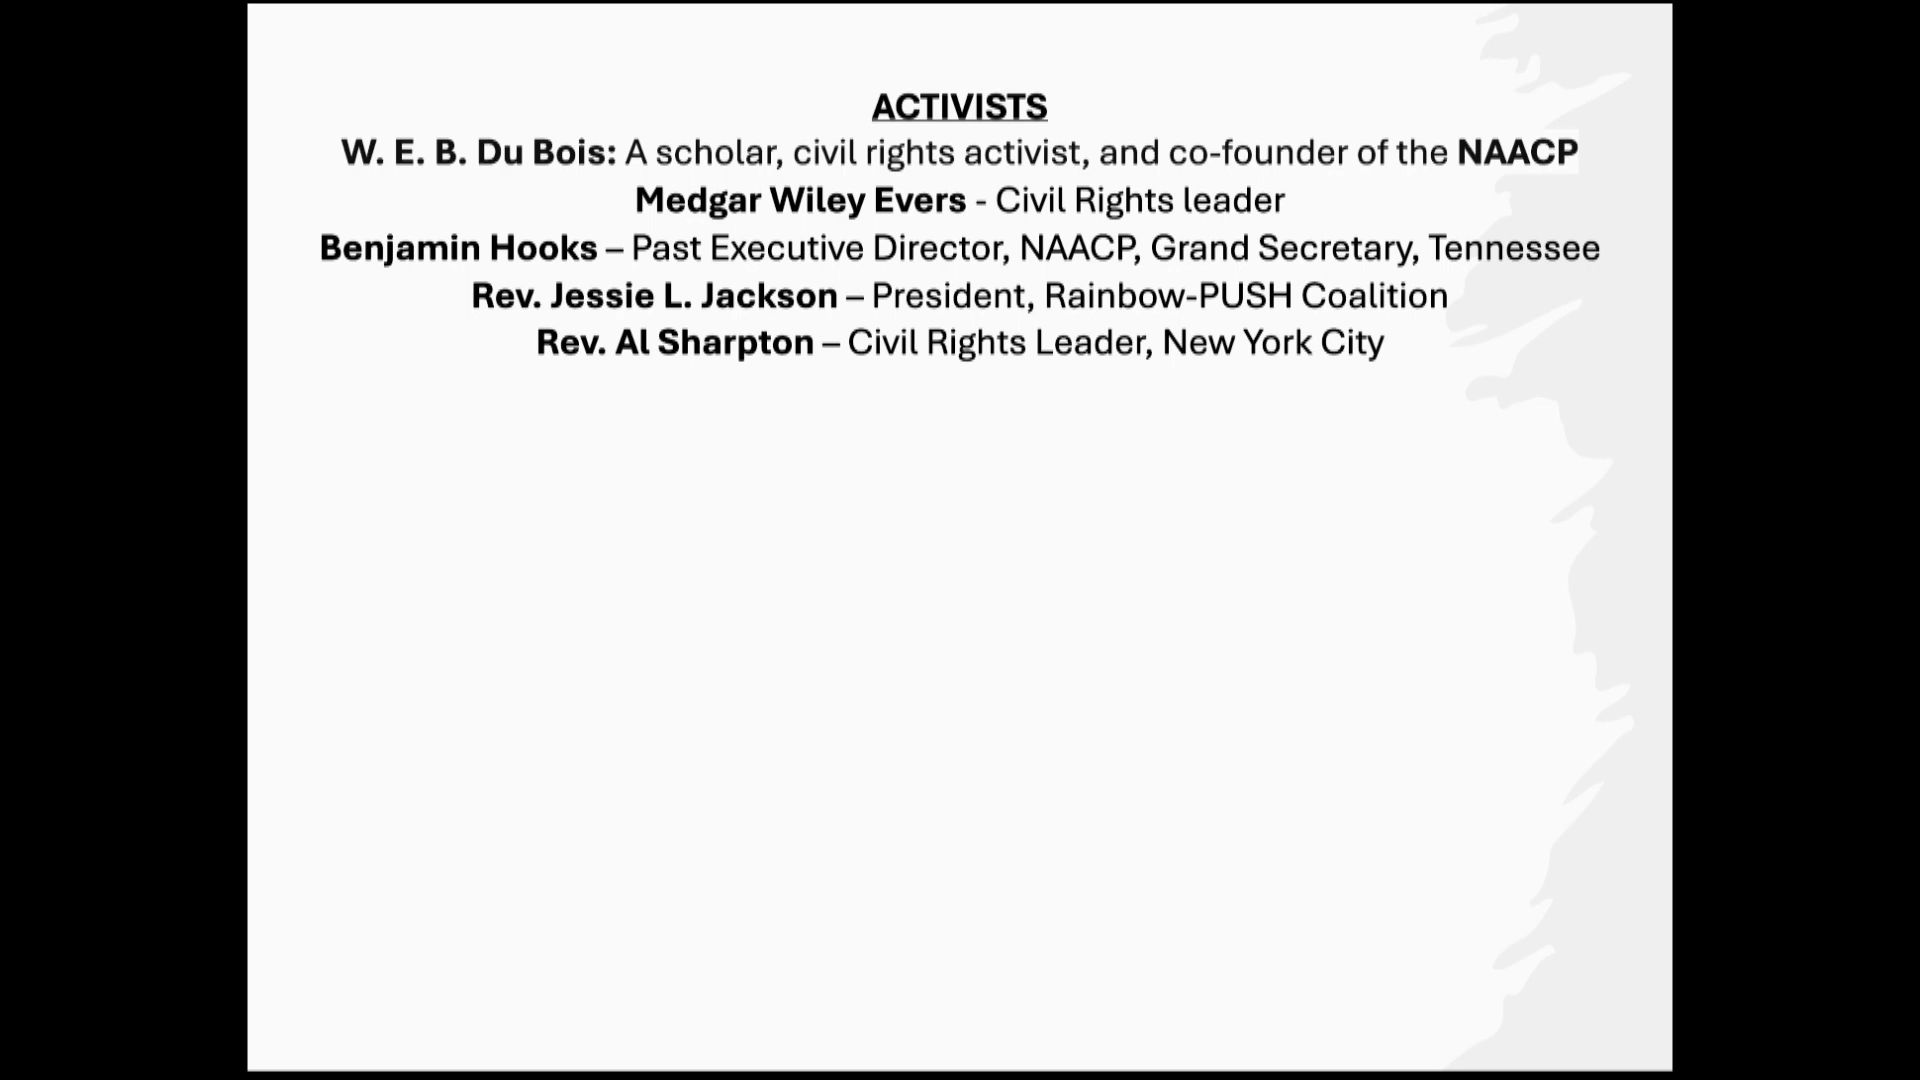 ACTIVISTS
W. E. B. Du Bois: A scholar, civil rights activist, and co-founder of the NAACP
Medgar Wiley Evers - Civil Rights leader
Benjamin Hooks – Past Executive Director, NAACP, Grand Secretary, Tennessee
Rev. Jessie L. Jackson – President, Rainbow-PUSH Coalition
Rev. Al Sharpton – Civil Rights Leader, New York City